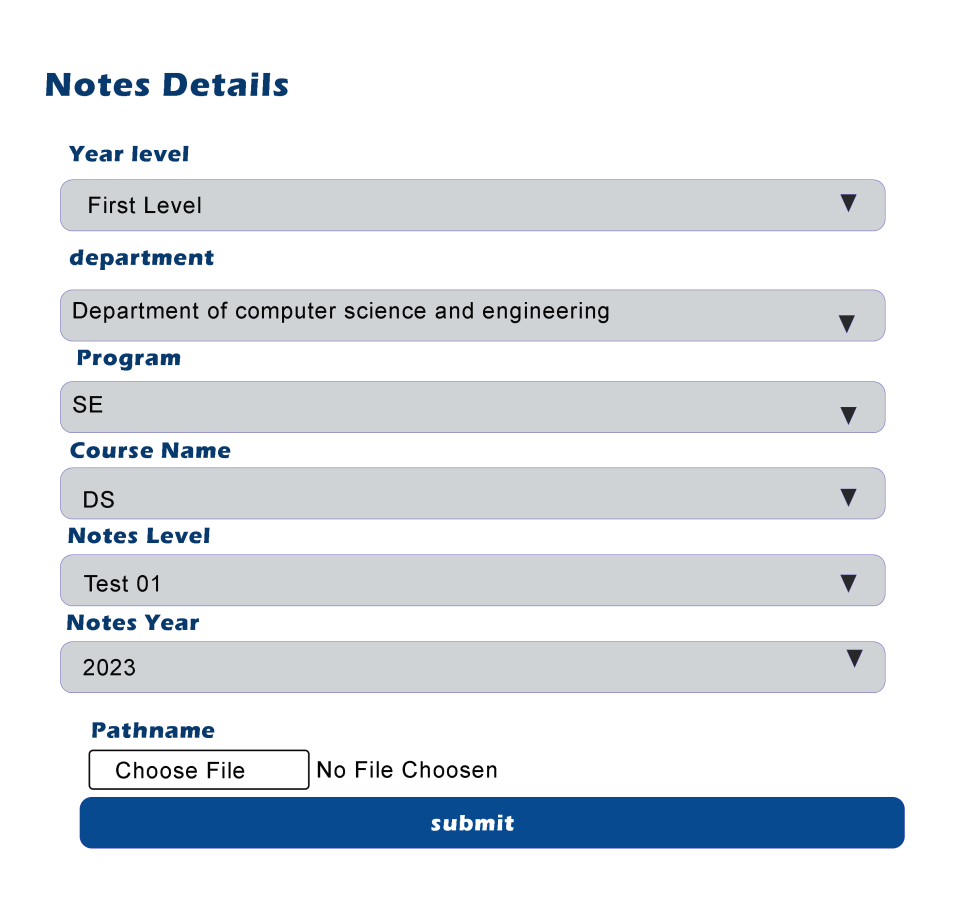 Notes Details
Year level
First Level
department
Department of computer science and engineering
Program
SE
Course Name
DS
Notes Level
Test 01
Notes Year
2023
Pathname
Choose File No File Choosen
submit